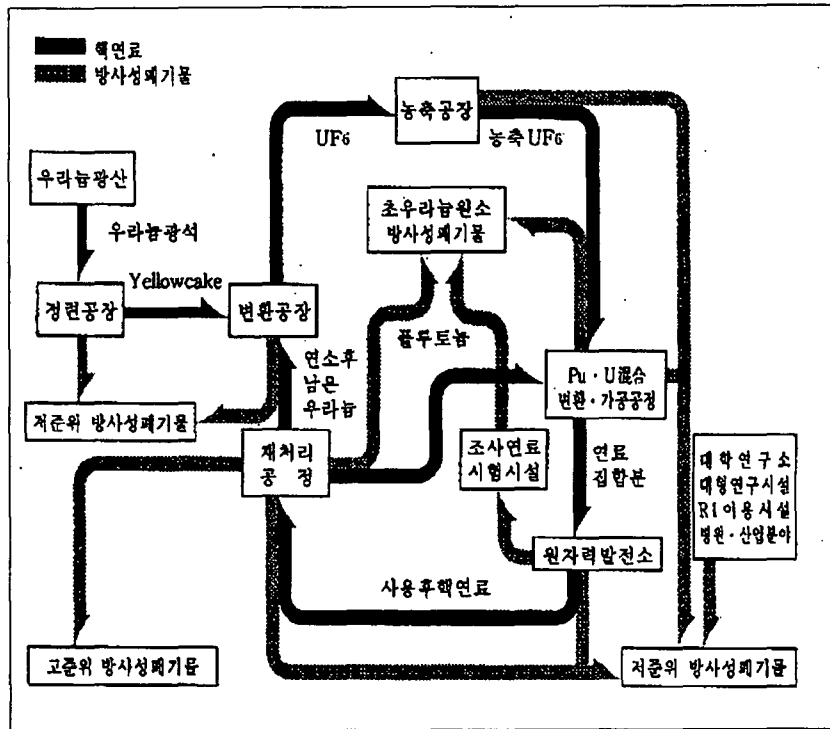 핵연료
방사성폐기물
농축공장
UF6
농축UF6
우라늄광산
초우라늄원소
방사성폐기물
우라늄광석
Yellowcake
정련공장
변환공장
플루토늄
연소후
남은
우라늄
Pu · U混合
변환 · 가공공정
저준위 방사성폐기물
재처리
공정
조사연료
시험시설
연료
집합분
대학연구소
대형연구시설
RI이용시설
병원 · 산업분야
원자력발전소
사용후핵연료
고준위 방사성폐기물
저준위 방사성폐기물